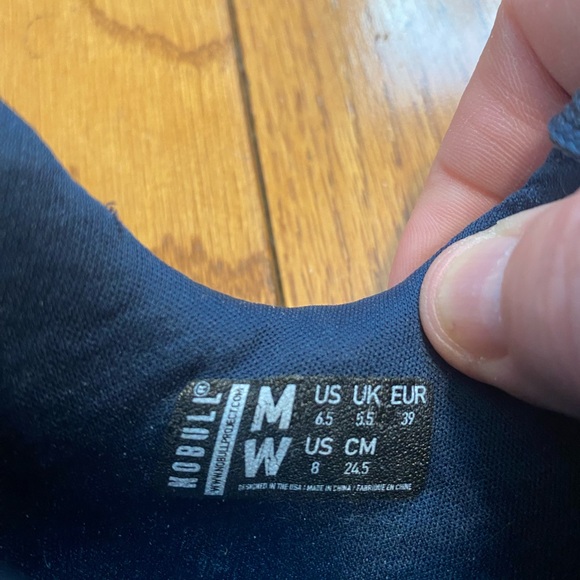 NOBULL®
WWW.NOBULLPROJECT.COM
M US UK EUR
6.5 5.5 39
W US CM
8 24.5
DESIGNED IN THE USA / MADE IN CHINA / FABRIQUE EN CHINE